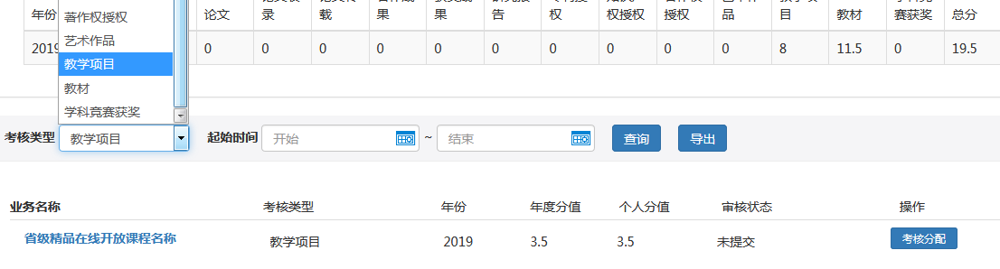 著作权授权
年份 论文 录 载 果 果 告 权 权授权 授权 品 目 教材 赛获奖 总分
艺术作品
2019 0 0 0 0 0 0 0 0 0 0 8 11.5 0 19.5
教学项目
教材
学科竟赛获奖
考核类型 教学项目 起始时间 开始 ~ 结束 查询 导出
业务名称 考核类型 年份 年度分值 个人分值 审核状态 操作
省级精品在线开放课程名称 教学项目 2019 3.5 3.5 未提交 考核分配